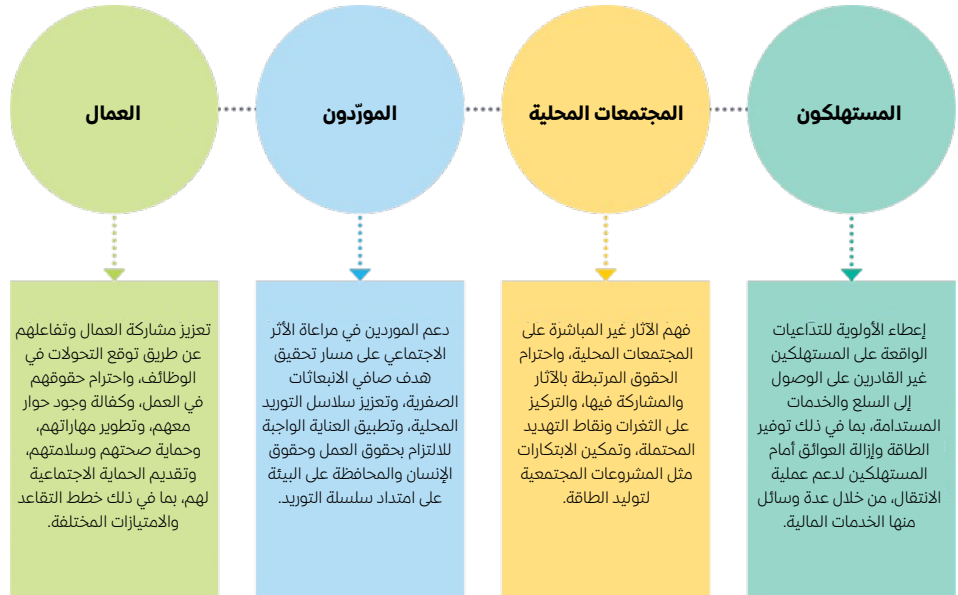 المستهلكون
إعطاء الأولوية للتداعيات
الواقعة على المستهلكين
غير القادرين على الوصول
إلى السلع والخدمات
المستدامة، بما في ذلك توفير
الطاقة وإزالة العوائق أمام
المستهلكين لدعم عملية
الانتقال، من خلال عدة وسائل
منها الخدمات المالية.
المجتمعات المحلية
فهم الآثار غير المباشرة على
المجتمعات المحلية، واحترام
الحقوق المرتبطة بالآثار
والمشاركة فيها، والتركيز
على الثغرات ونقاط التهديد
المحتملة، وتمكين الابتكارات
مثل المشروعات المجتمعية
لتوليد الطاقة.
المورّدون
دعم الموردين في مراعاة الأثر
الاجتماعي على مسار تحقيق
هدف صافي الانبعاثات
الصفرية، وتعزيز سلاسل التوريد
المحلية، وتطبيق العناية الواجبة
للالتزام بحقوق العمل وحقوق
الإنسان والمحافظة على البيئة
على امتداد سلسلة التوريد.
العمال
تعزيز مشاركة العمال وتفاعلهم
عن طريق توقع التحولات في
الوظائف، واحترام حقوقهم
في العمل، وكفالة وجود حوار
معهم، وتطوير مهاراتهم،
وحماية صحتهم وسلامتهم،
وتقديم الحماية الاجتماعية
لهم، بما في ذلك خطط التقاعد
والامتيازات المختلفة.